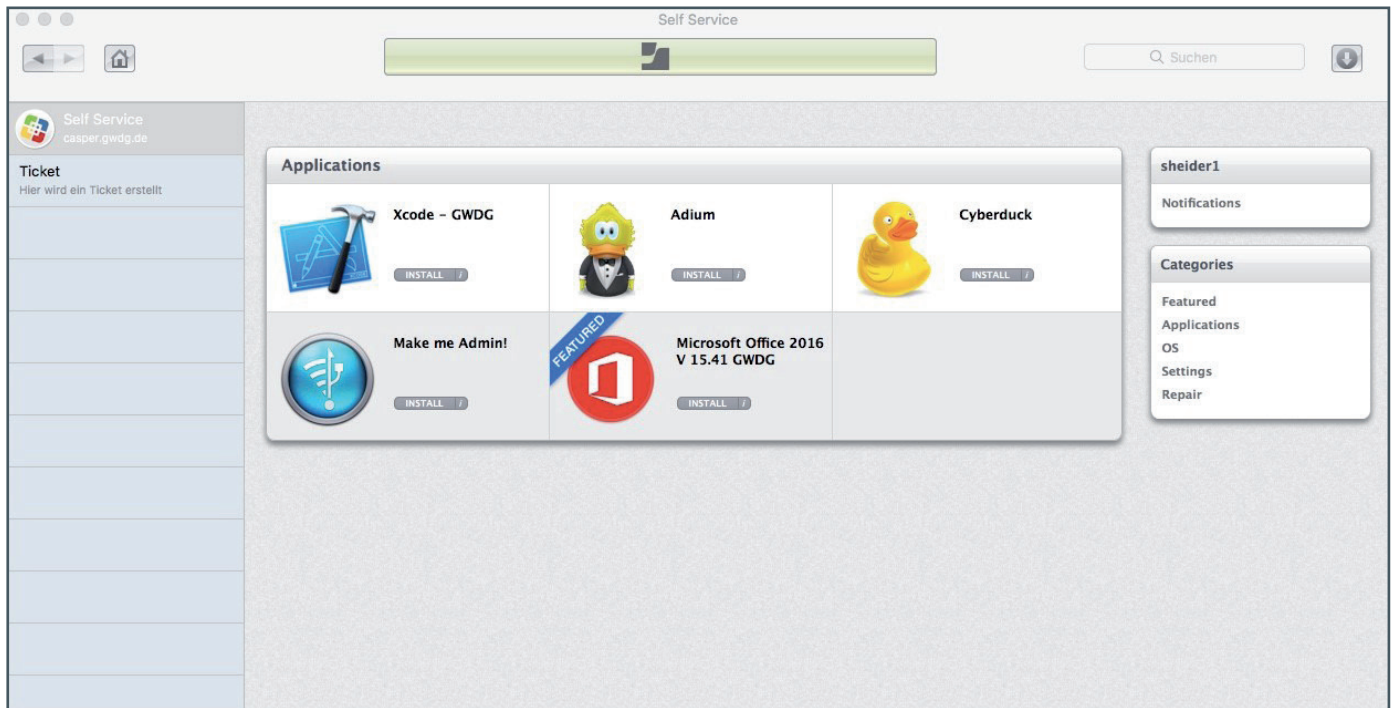 Self Service
Suchen
Self Service
casper.gwdg.de
Ticket
Hier wird ein Ticket erstellt
Applications
Xcode – GWDG
INSTALL i
Adium
INSTALL i
Cyberduck
INSTALL i
Make me Admin!
INSTALL i
FEATURED
Microsoft Office 2016
V 15.41 GWDG
INSTALL i
sheider1
Notifications
Categories
Featured
Applications
OS
Settings
Repair